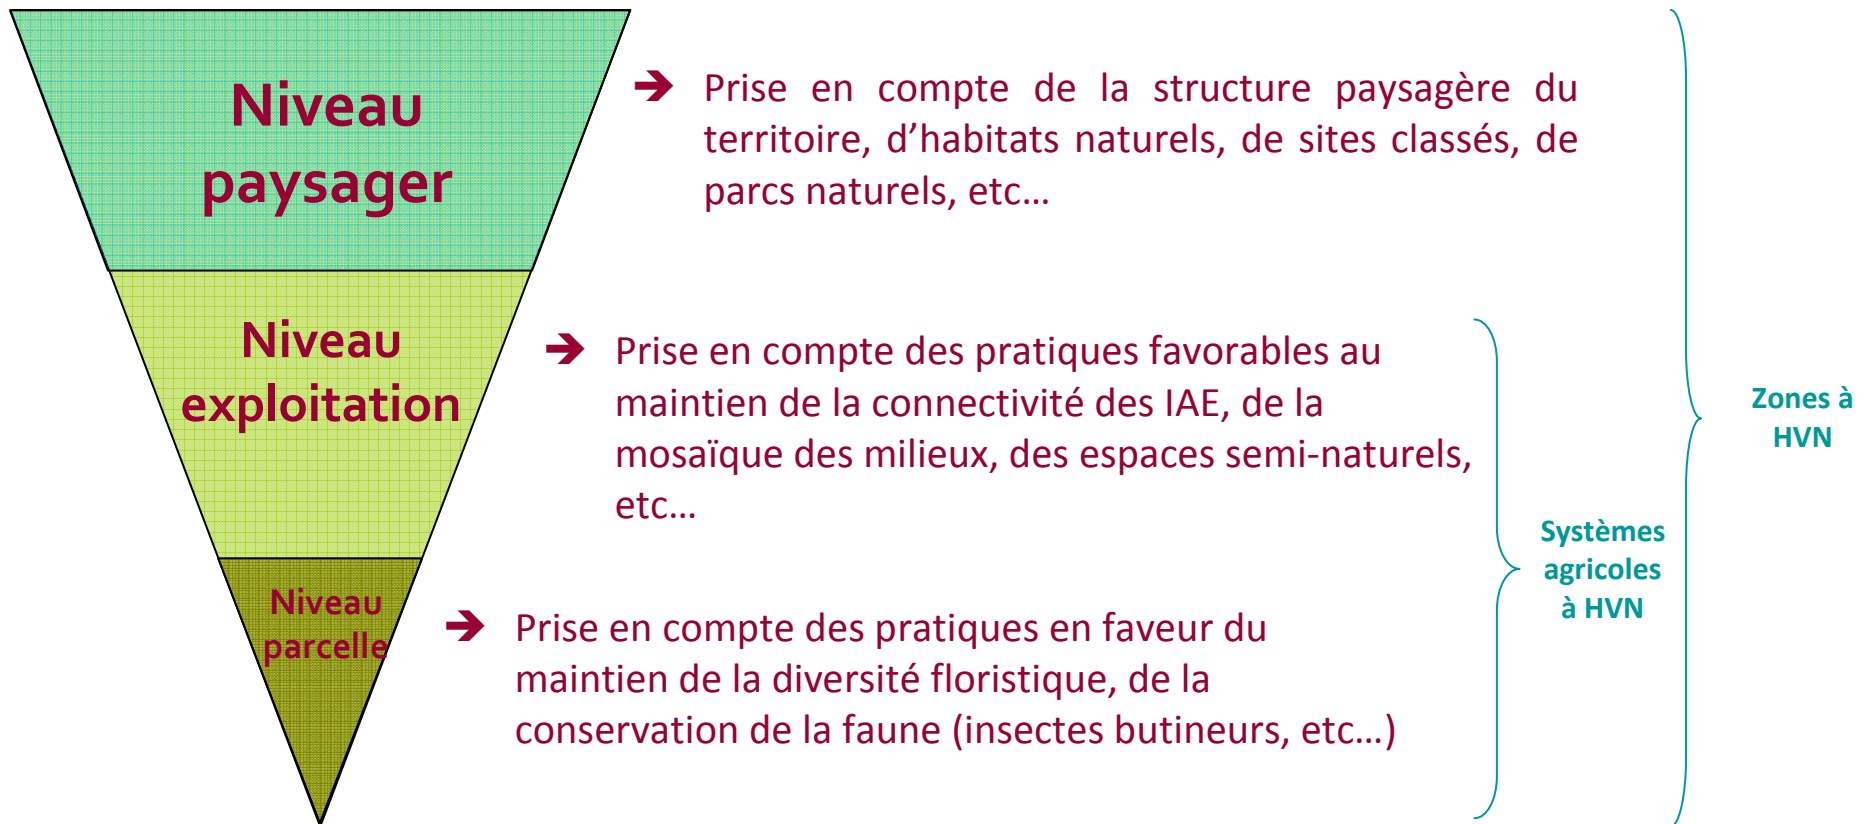 Niveau
paysager
➔ Prise en compte de la structure paysagère du
territoire, d’habitats naturels, de sites classés, de
parcs naturels, etc…
Niveau
exploitation
➔ Prise en compte des pratiques favorables au
maintien de la connectivité des IAE, de la
mosaïque des milieux, des espaces semi-naturels,
etc…
Niveau
parcelle
➔ Prise en compte des pratiques en faveur du
maintien de la diversité floristique, de la
conservation de la faune (insectes butineurs, etc…)
Systèmes
agricoles
à HVN
Zones à
HVN